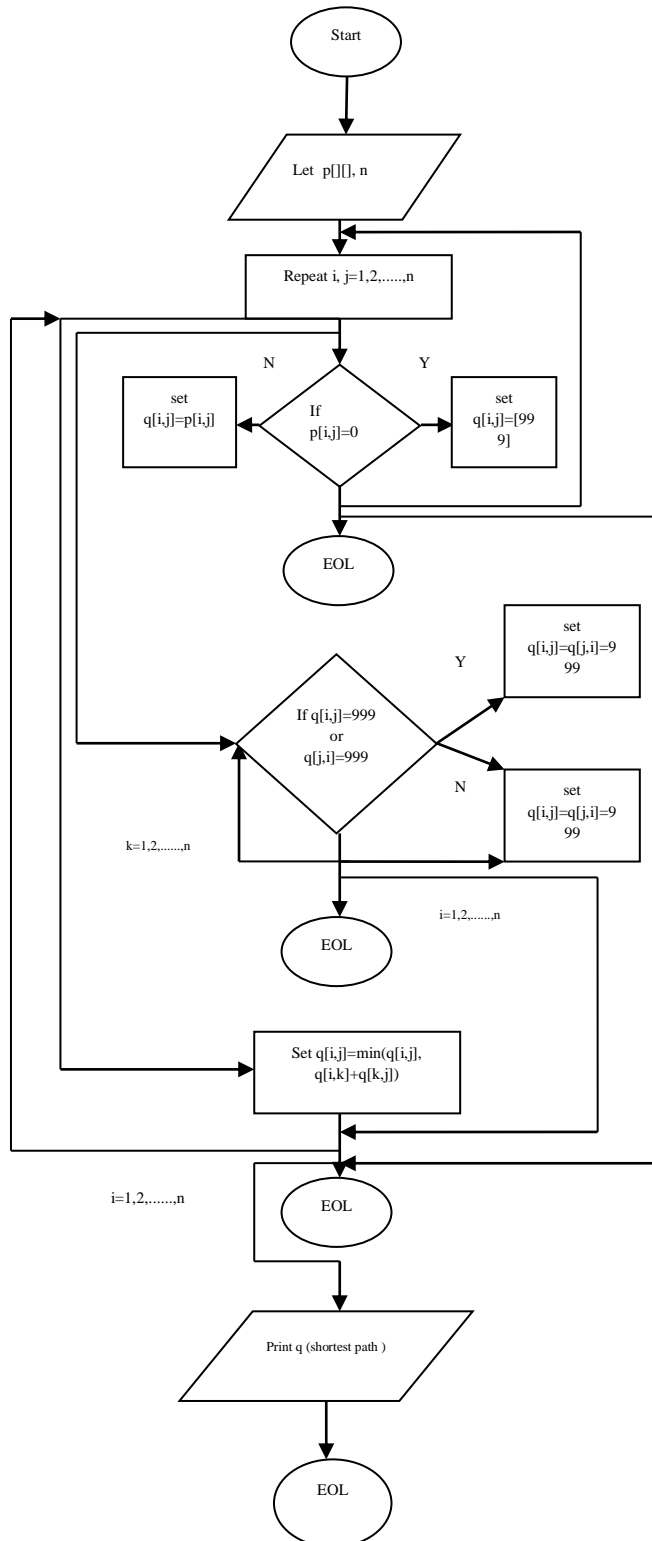 Start
Let p[][], n
Repeat i, j=1,2,.....,n
N
Y
set
q[i,j]=p[i,j]
If
p[i,j]=0
set
q[i,j]=[99
9]
EOL
set
q[i,j]=q[j,i]=9
99
Y
If q[i,j]=999
or
q[j,i]=999
N
set
q[i,j]=q[j,i]=9
99
k=1,2,......,n
i=1,2,......,n
EOL
Set q[i,j]=min(q[i,j],
q[i,k]+q[k,j])
i=1,2,......,n
EOL
Print q (shortest path )
EOL